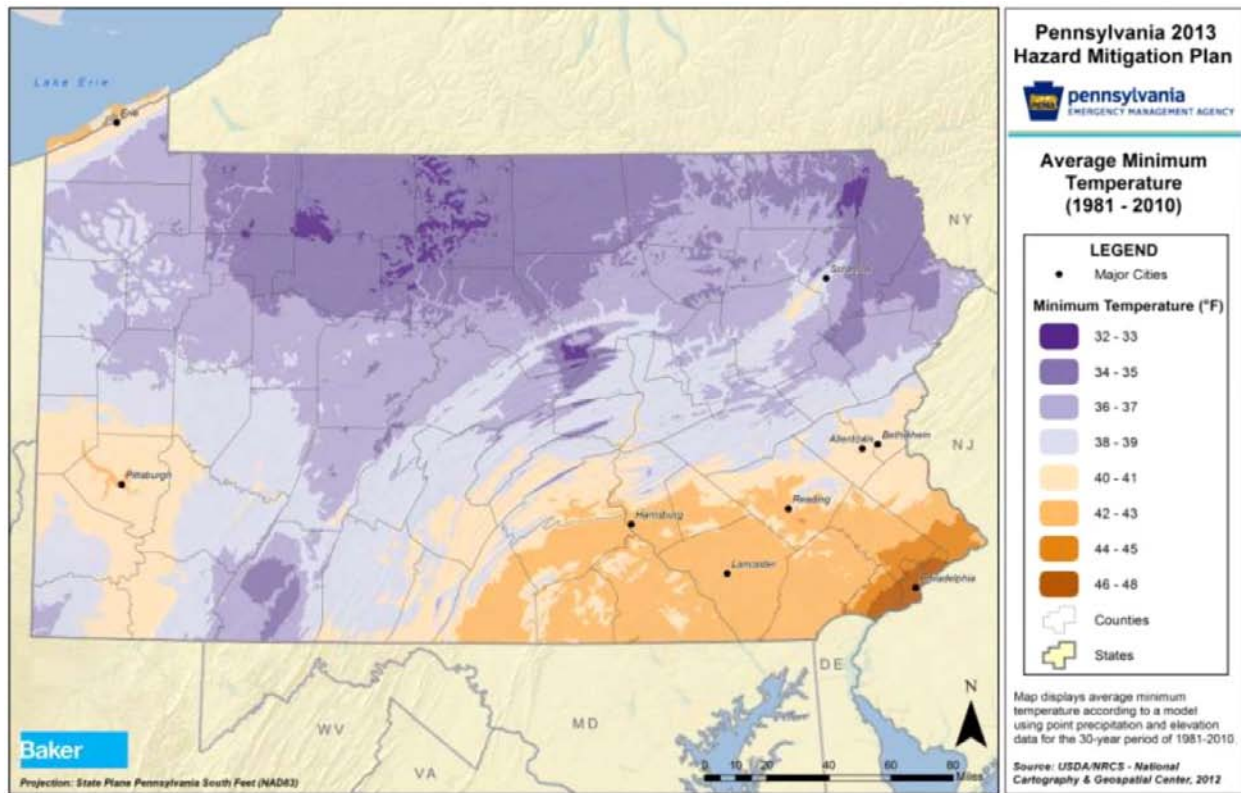 Lake Erie
Erie
Scranton
NY
Pittsburgh
Allentown
Bethlehem
NJ
Harrisburg
Reading
Lancaster
Philadelphia
DE
WV
MD
VA
N
Baker
Projection: State Plane Pennsylvania South Feet (NAD83)
0 10 20 40 60 80
Miles
Pennsylvania 2013
Hazard Mitigation Plan
pennsylvania
EMERGENCY MANAGEMENT AGENCY
Average Minimum
Temperature
(1981 - 2010)
LEGEND
Major Cities
Minimum Temperature (°F)
32 - 33
34 - 35
36 - 37
38 - 39
40 - 41
42 - 43
44 - 45
46 - 48
Counties
States
Map displays average minimum
temperature according to a model
using point precipitation and elevation
data for the 30-year period of 1981-2010.
Source: USDA/NRCS - National
Cartography & Geospatial Center, 2012